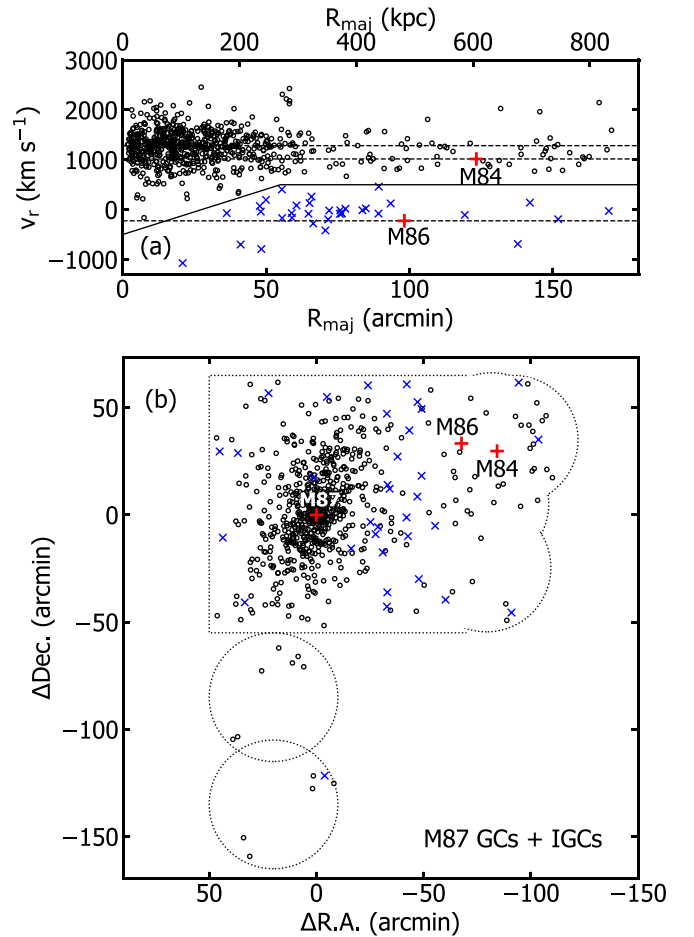 R_maj (kpc)
0 200 400 600 800
3000
2000
1000
0
−1000
v_r (km s⁻¹)
M84
M86
(a)
0 50 100 150
R_maj (arcmin)
(b)
M86
M84
M87
50
0
−50
−100
−150
ΔDec. (arcmin)
M87 GCs + IGCs
50 0 −50 −100 −150
ΔR.A. (arcmin)